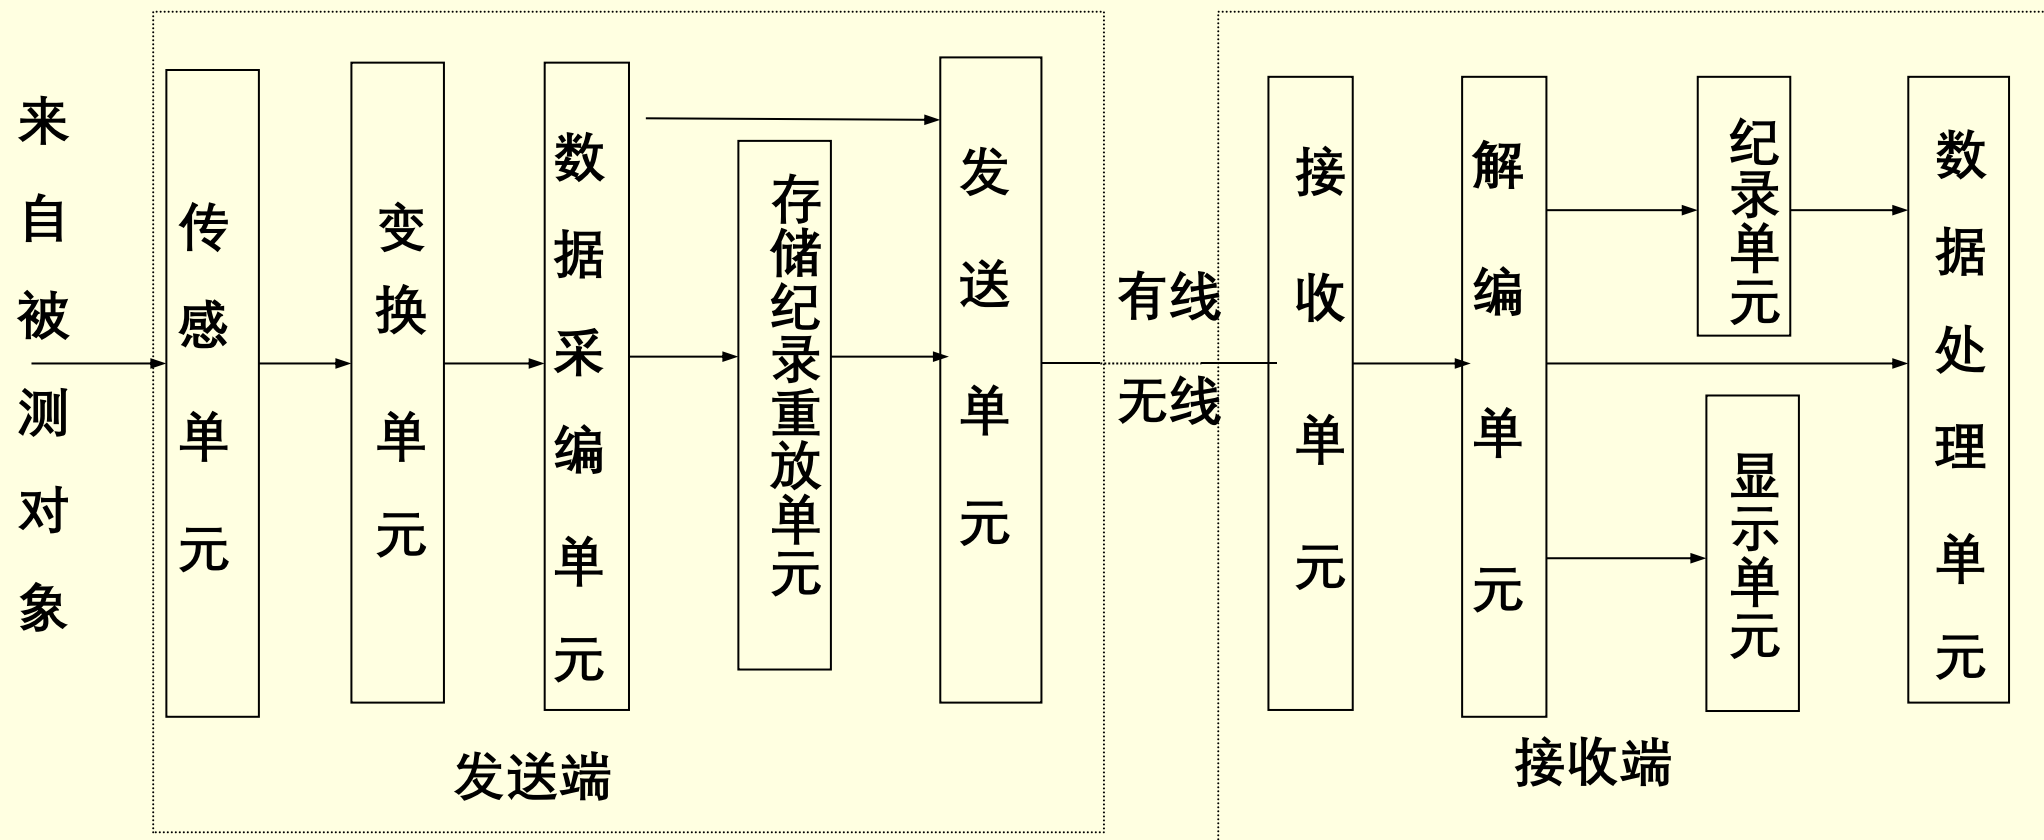 来自被测对象
传感单元
变换单元
数据采编单元
存储纪录重放单元
发送单元
发送端
有线
无线
接收单元
解编单元
纪录单元
显示单元
数据处理单元
接收端